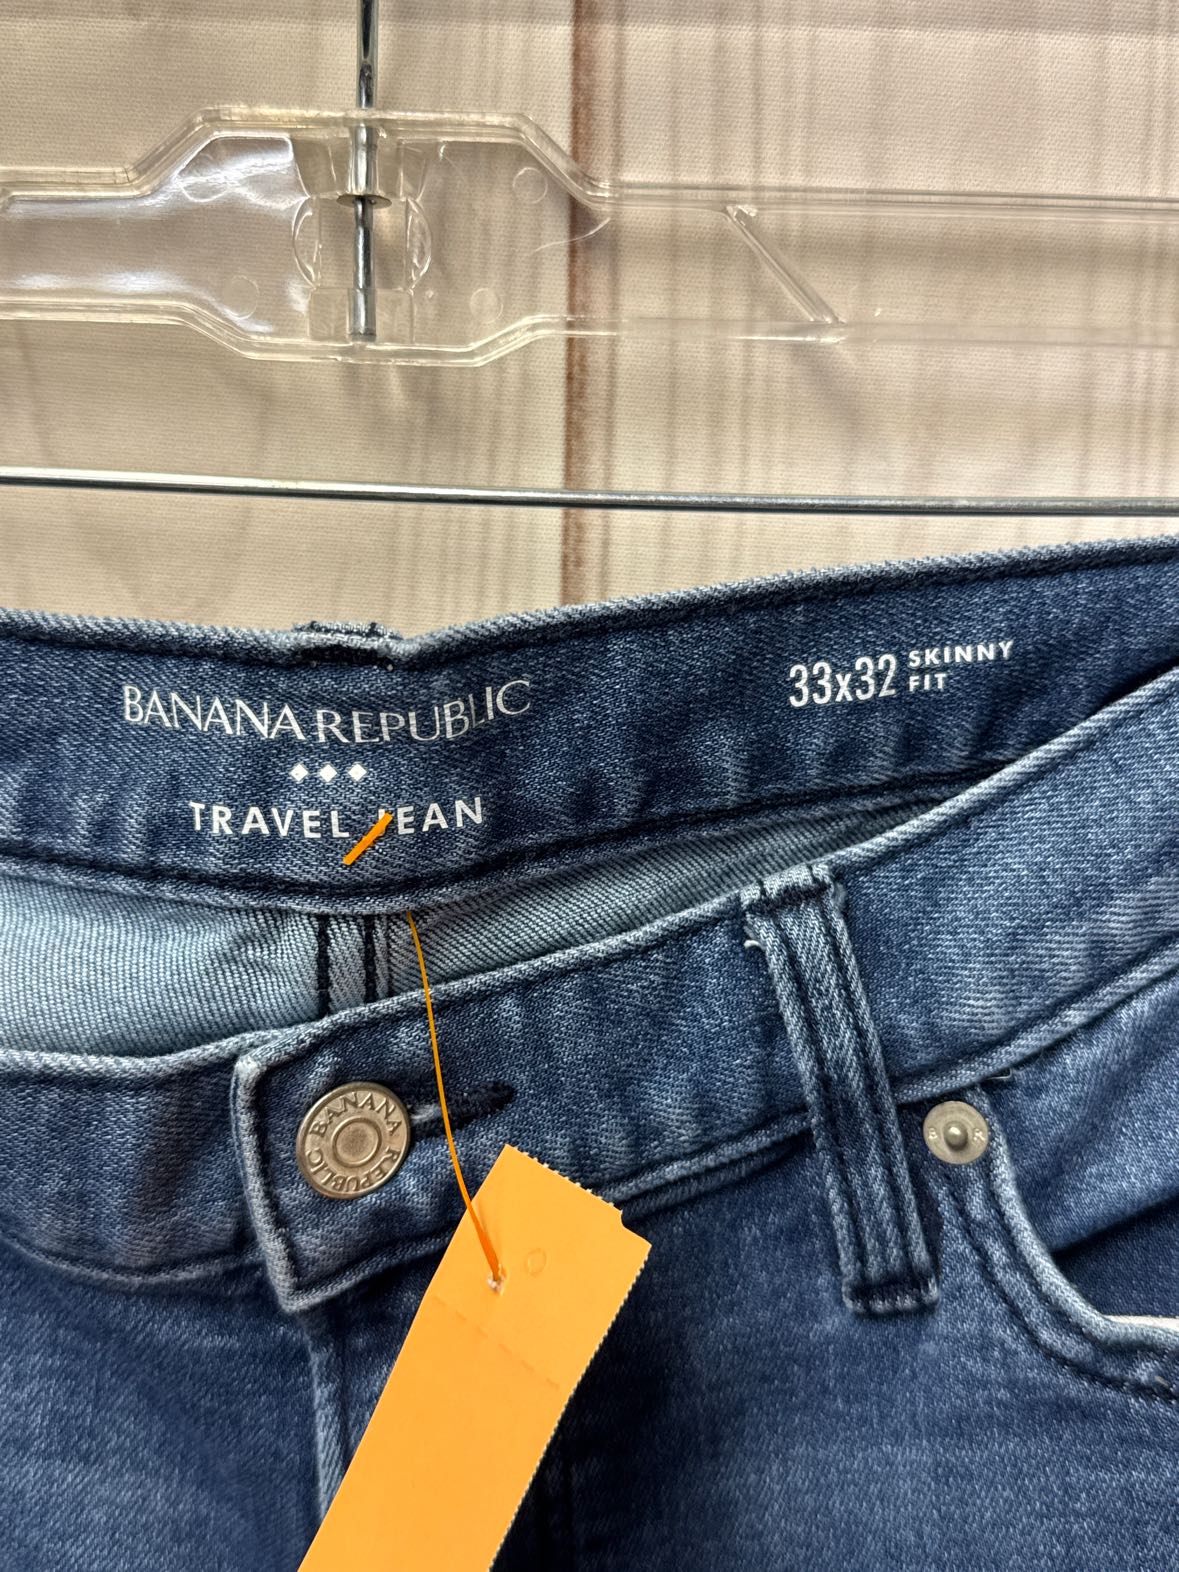 BANANA REPUBLIC
TRAVEL JEAN
33x32 SKINNY
FIT
BANANA REPUBLIC
B R